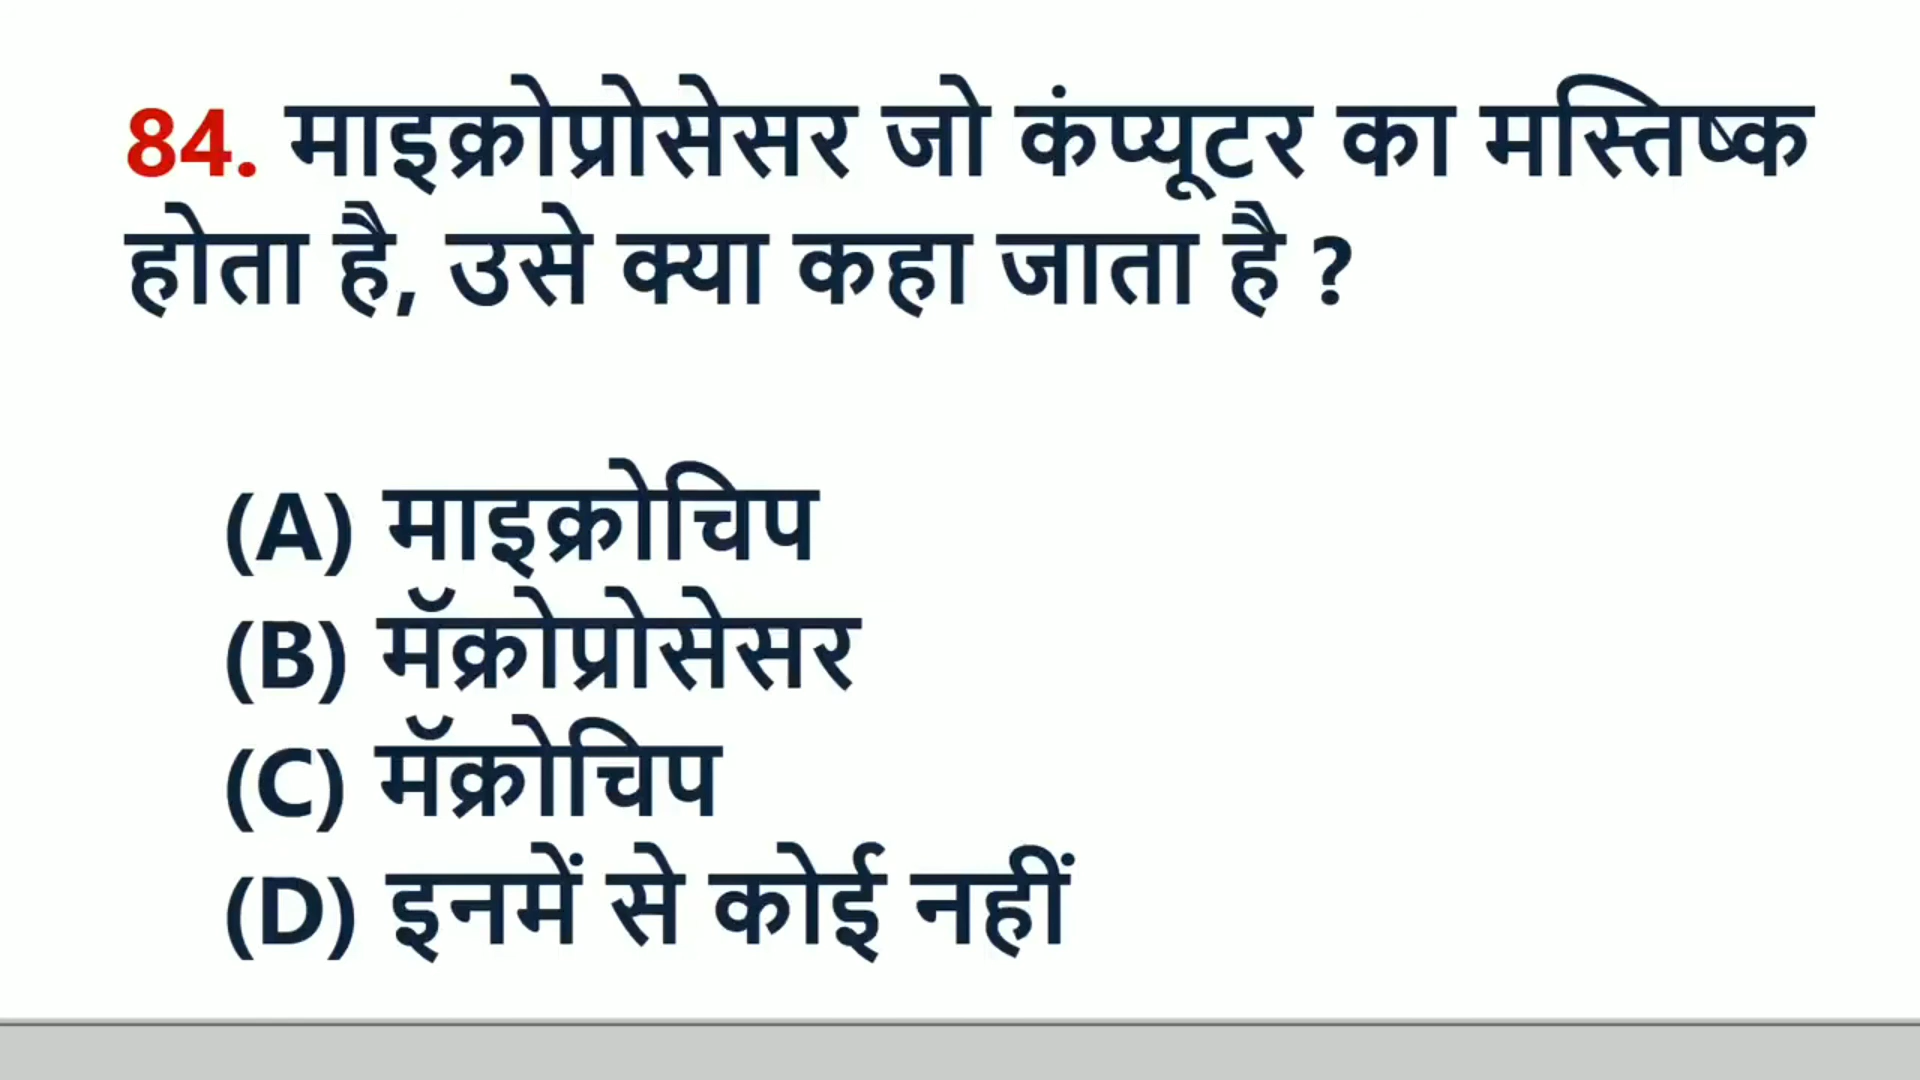 84. माइक्रोप्रोसेसर जो कंप्यूटर का मस्तिष्क
होता है, उसे क्या कहा जाता है ?
(A) माइक्रोचिप
(B) मॅक्रोप्रोसेसर
(C) मॅक्रोचिप
(D) इनमें से कोई नहीं